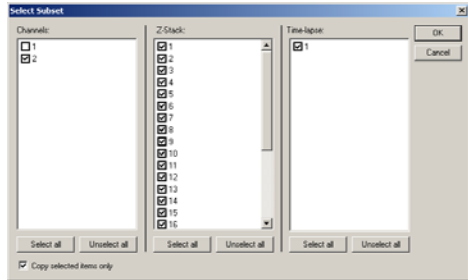 Select Subset
Channels:
1
2
Z-Stack:
1
2
3
4
5
6
7
8
9
10
11
12
13
14
15
16
Time-lapse:
1
OK
Cancel
Select all
Unselect all
Select all
Unselect all
Select all
Unselect all
Copy selected items only